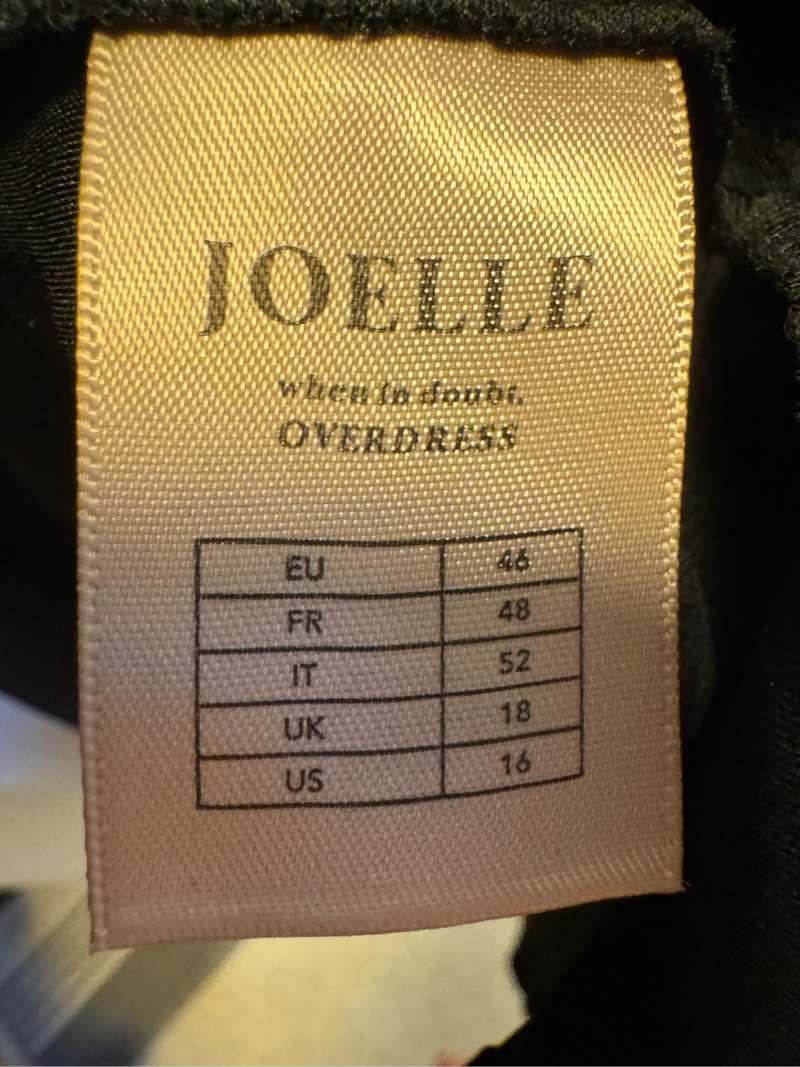 JOELLE
when in doubt,
OVERDRESS
EU 46
FR 48
IT 52
UK 18
US 16